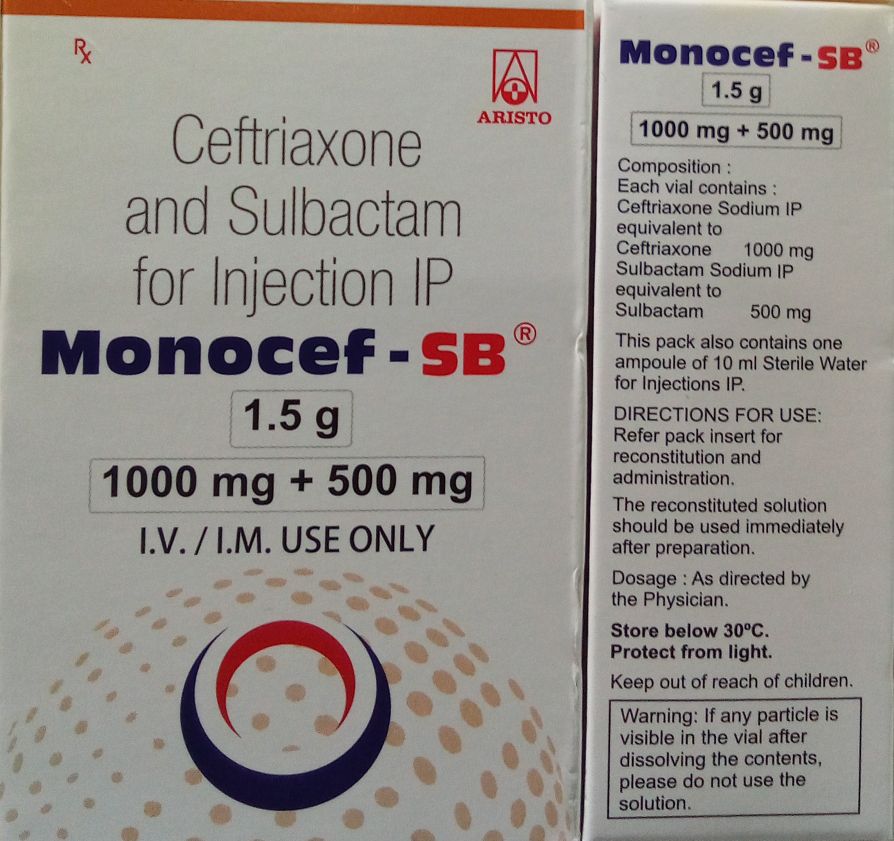 Rx
ARISTO
Ceftriaxone
and Sulbactam
for Injection IP
Monocef-SB®
1.5 g
1000 mg + 500 mg
I.V. / I.M. USE ONLY
Monocef-SB®
1.5 g
1000 mg + 500 mg
Composition :
Each vial contains :
Ceftriaxone Sodium IP
equivalent to
Ceftriaxone 1000 mg
Sulbactam Sodium IP
equivalent to
Sulbactam 500 mg
This pack also contains one
ampoule of 10 ml Sterile Water
for Injections IP.
DIRECTIONS FOR USE:
Refer pack insert for
reconstitution and
administration.
The reconstituted solution
should be used immediately
after preparation.
Dosage : As directed by
the Physician.
Store below 30ºC.
Protect from light.
Keep out of reach of children.
Warning: If any particle is
visible in the vial after
dissolving the contents,
please do not use the
solution.